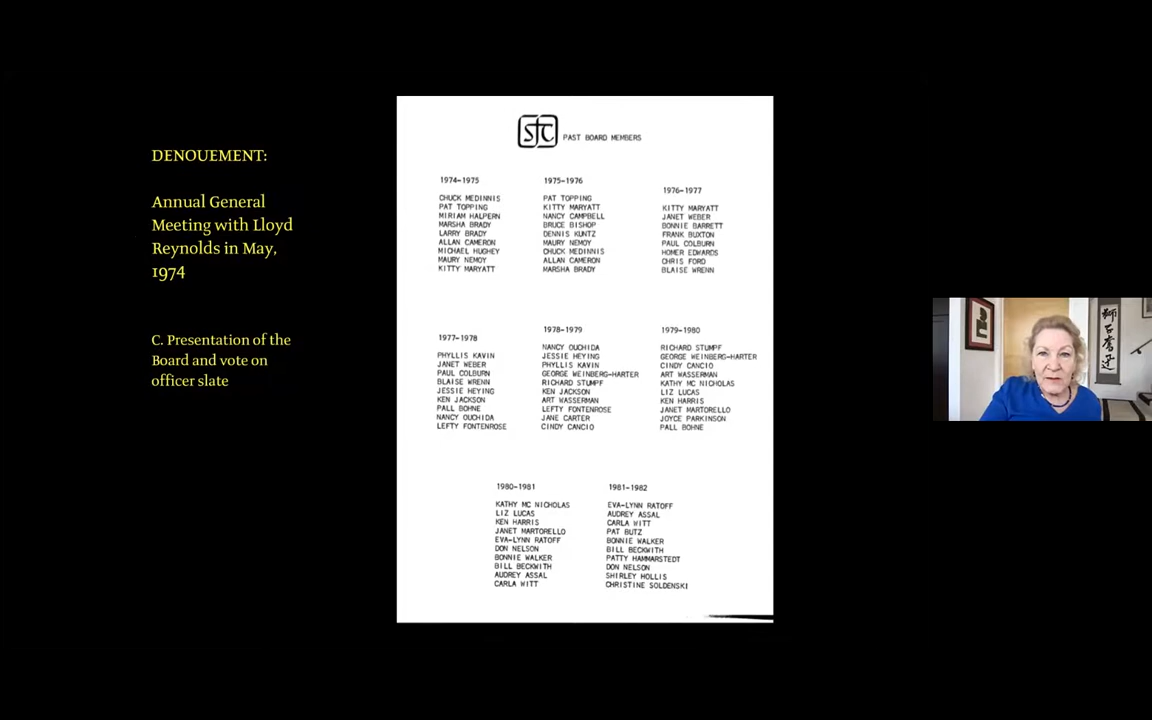 DENOUEMENT:
Annual General
Meeting with Lloyd
Reynolds in May,
1974
C. Presentation of the
Board and vote on
officer slate
SfC PAST BOARD MEMBERS
1974-1975
CHUCK MEDINNIS
PAT TOPPING
MIRIAM HALPERN
MARSHA BRADY
LARRY BRADY
ALLAN CAMERON
MICHAEL HUGHEY
MAURY NEMOY
KITTY MARYATT
1975-1976
PAT TOPPING
KITTY MARYATT
NANCY CAMPBELL
BRUCE BISHOP
DENNIS KUNTZ
MAURY NEMOY
CHUCK MEDINNIS
ALLAN CAMERON
MARSHA BRADY
1976-1977
KITTY MARYATT
JANET WEBER
BONNIE BARRETT
FRANK BUXTON
PAUL COLBURN
HOMER EDWARDS
CHRIS FORD
BLAISE WRENN
1977-1978
PHYLLIS KAVIN
JANET WEBER
PAUL COLBURN
BLAISE WRENN
JESSIE HEYING
KEN JACKSON
PALL BOHNE
NANCY OUCHIDA
LEFTY FONTENROSE
1978-1979
NANCY OUCHIDA
JESSIE HEYING
PHYLLIS KAVIN
GEORGE WEINBERG-HARTER
RICHARD STUMPF
KEN JACKSON
ART WASSERMAN
LEFTY FONTENROSE
JANE CARTER
CINDY CANCIO
1979-1980
RICHARD STUMPF
GEORGE WEINBERG-HARTER
CINDY CANCIO
ART WASSERMAN
KATHY MC NICHOLAS
LIZ LUCAS
KEN HARRIS
JANET MARTORELLO
JOYCE PARKINSON
PALL BOHNE
1980-1981
KATHY MC NICHOLAS
LIZ LUCAS
KEN HARRIS
JANET MARTORELLO
EVA-LYNN RATOFF
DON NELSON
BONNIE WALKER
BILL BECKWITH
AUDREY ASSAL
CARLA WITT
1981-1982
EVA-LYNN RATOFF
AUDREY ASSAL
CARLA WITT
PAT BUTZ
BONNIE WALKER
BILL BECKWITH
PATTY HAMMARSTEDT
DON NELSON
SHIRLEY HOLLIS
CHRISTINE SOLDENSKI